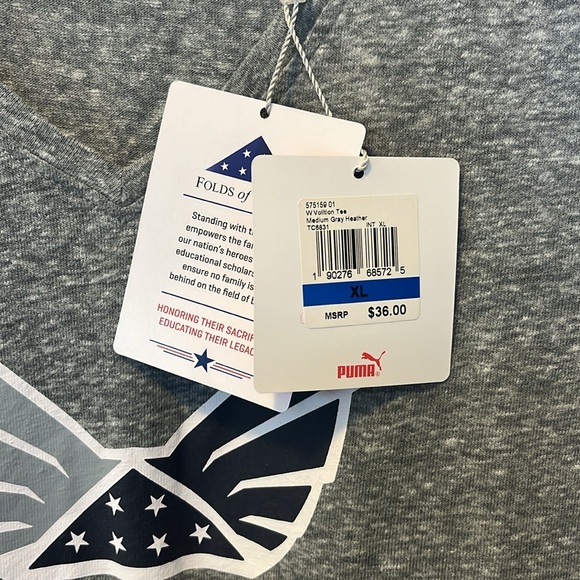 FOLDS of
Standing with th
empowers the fa
our nation's heroes
educational schola
ensure no family is
behind on the field of b
HONORING THEIR SACRIF
EDUCATING THEIR LEGAC
575159 01
W Volition Tee
Medium Gray Heather
TC6831 INT XL
1 90276 68572 5
XL
MSRP $36.00
PUMA